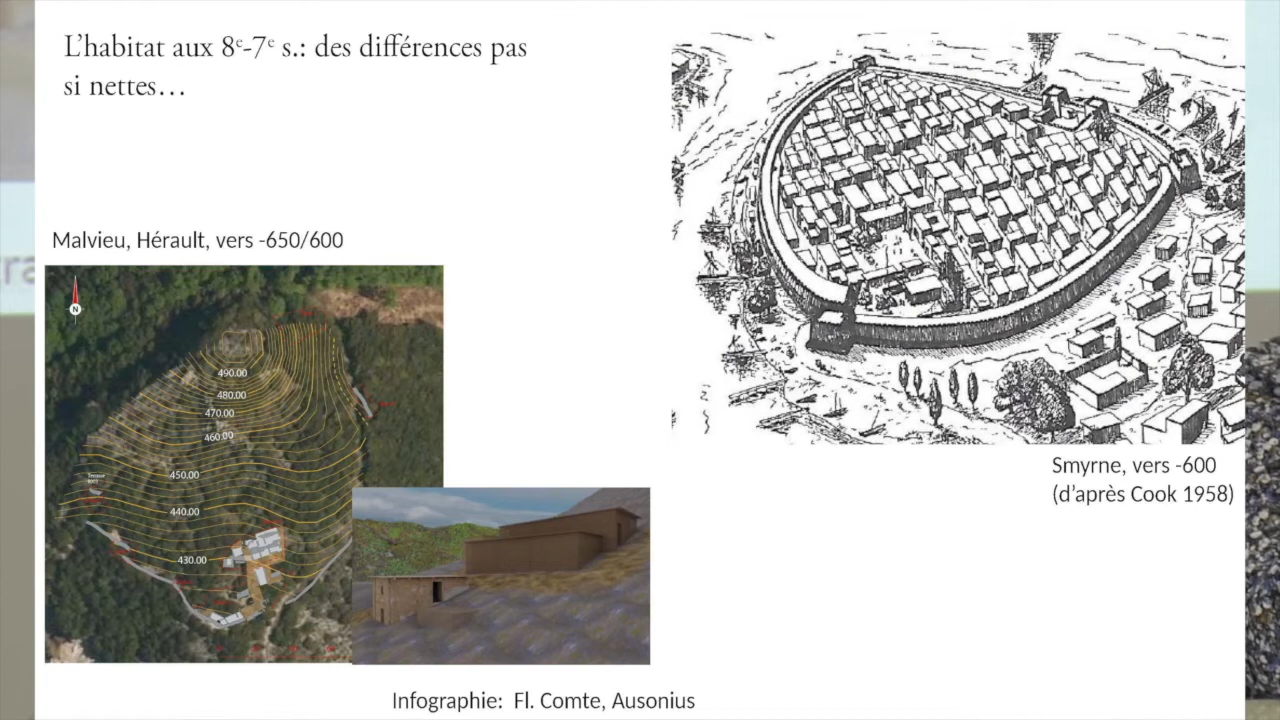 L'habitat aux 8e-7e s.: des différences pas
si nettes…
Malvieu, Hérault, vers -650/600
N
490.00
480.00
470.00
460.00
450.00
440.00
430.00
Smyrne, vers -600
(d'après Cook 1958)
Infographie: Fl. Comte, Ausonius